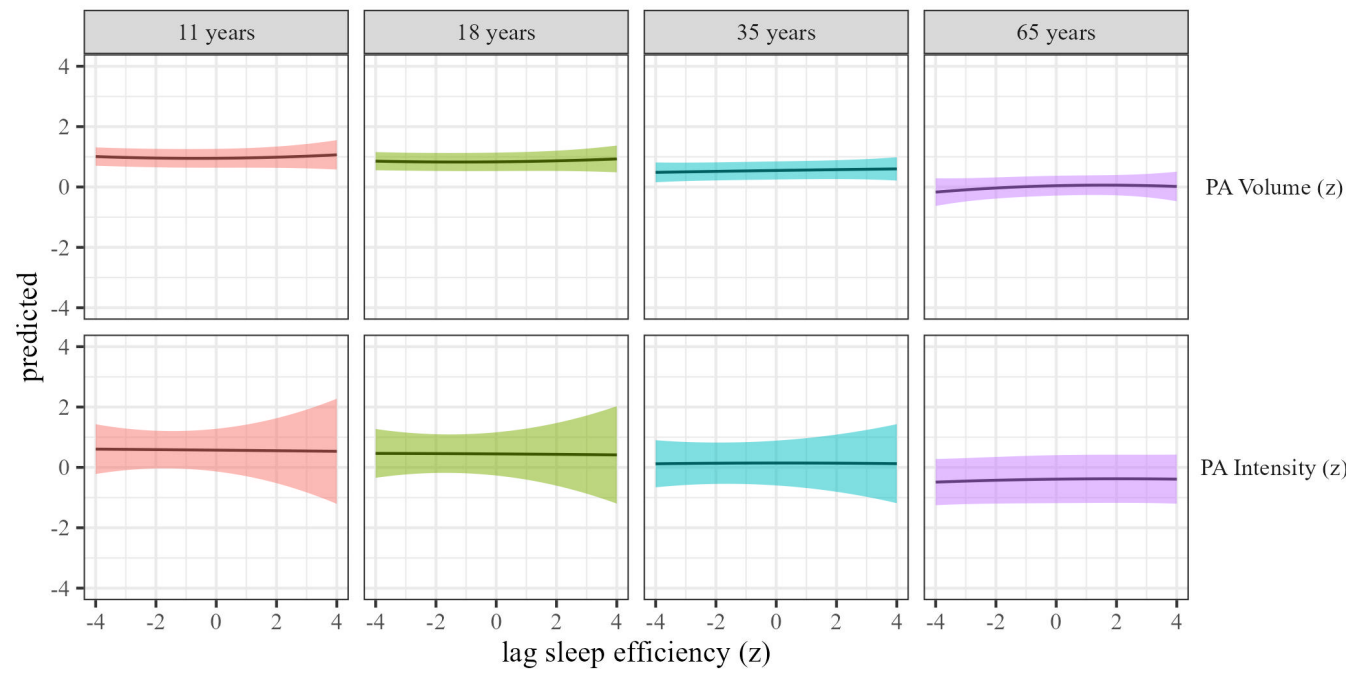 11 years 18 years 35 years 65 years
4
2
0
-2
-4
PA Volume (z)
predicted
4
2
0
-2
-4
PA Intensity (z)
-4 -2 0 2 4 -4 -2 0 2 4 -4 -2 0 2 4 -4 -2 0 2 4
lag sleep efficiency (z)